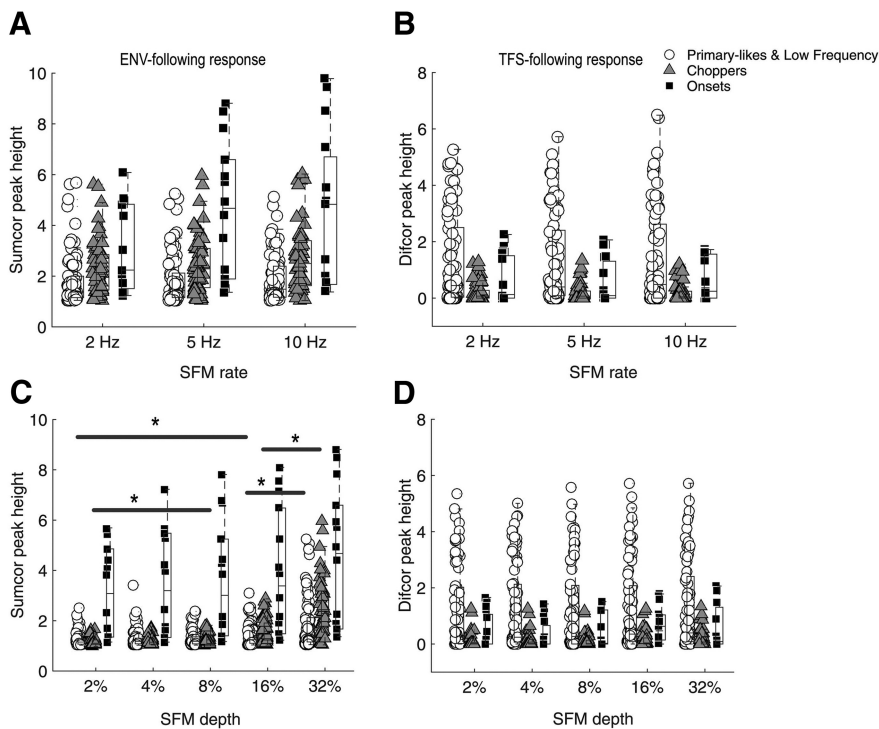 A
ENV-following response
Sumcor peak height
10
8
6
4
2
0
2 Hz
5 Hz
10 Hz
SFM rate
B
TFS-following response
Primary-likes & Low Frequency
Choppers
Onsets
Difcor peak height
8
6
4
2
0
2 Hz
5 Hz
10 Hz
SFM rate
C
Sumcor peak height
10
8
6
4
2
0
*
*
*
*
2%
4%
8%
16%
32%
SFM depth
D
Difcor peak height
8
6
4
2
0
2%
4%
8%
16%
32%
SFM depth